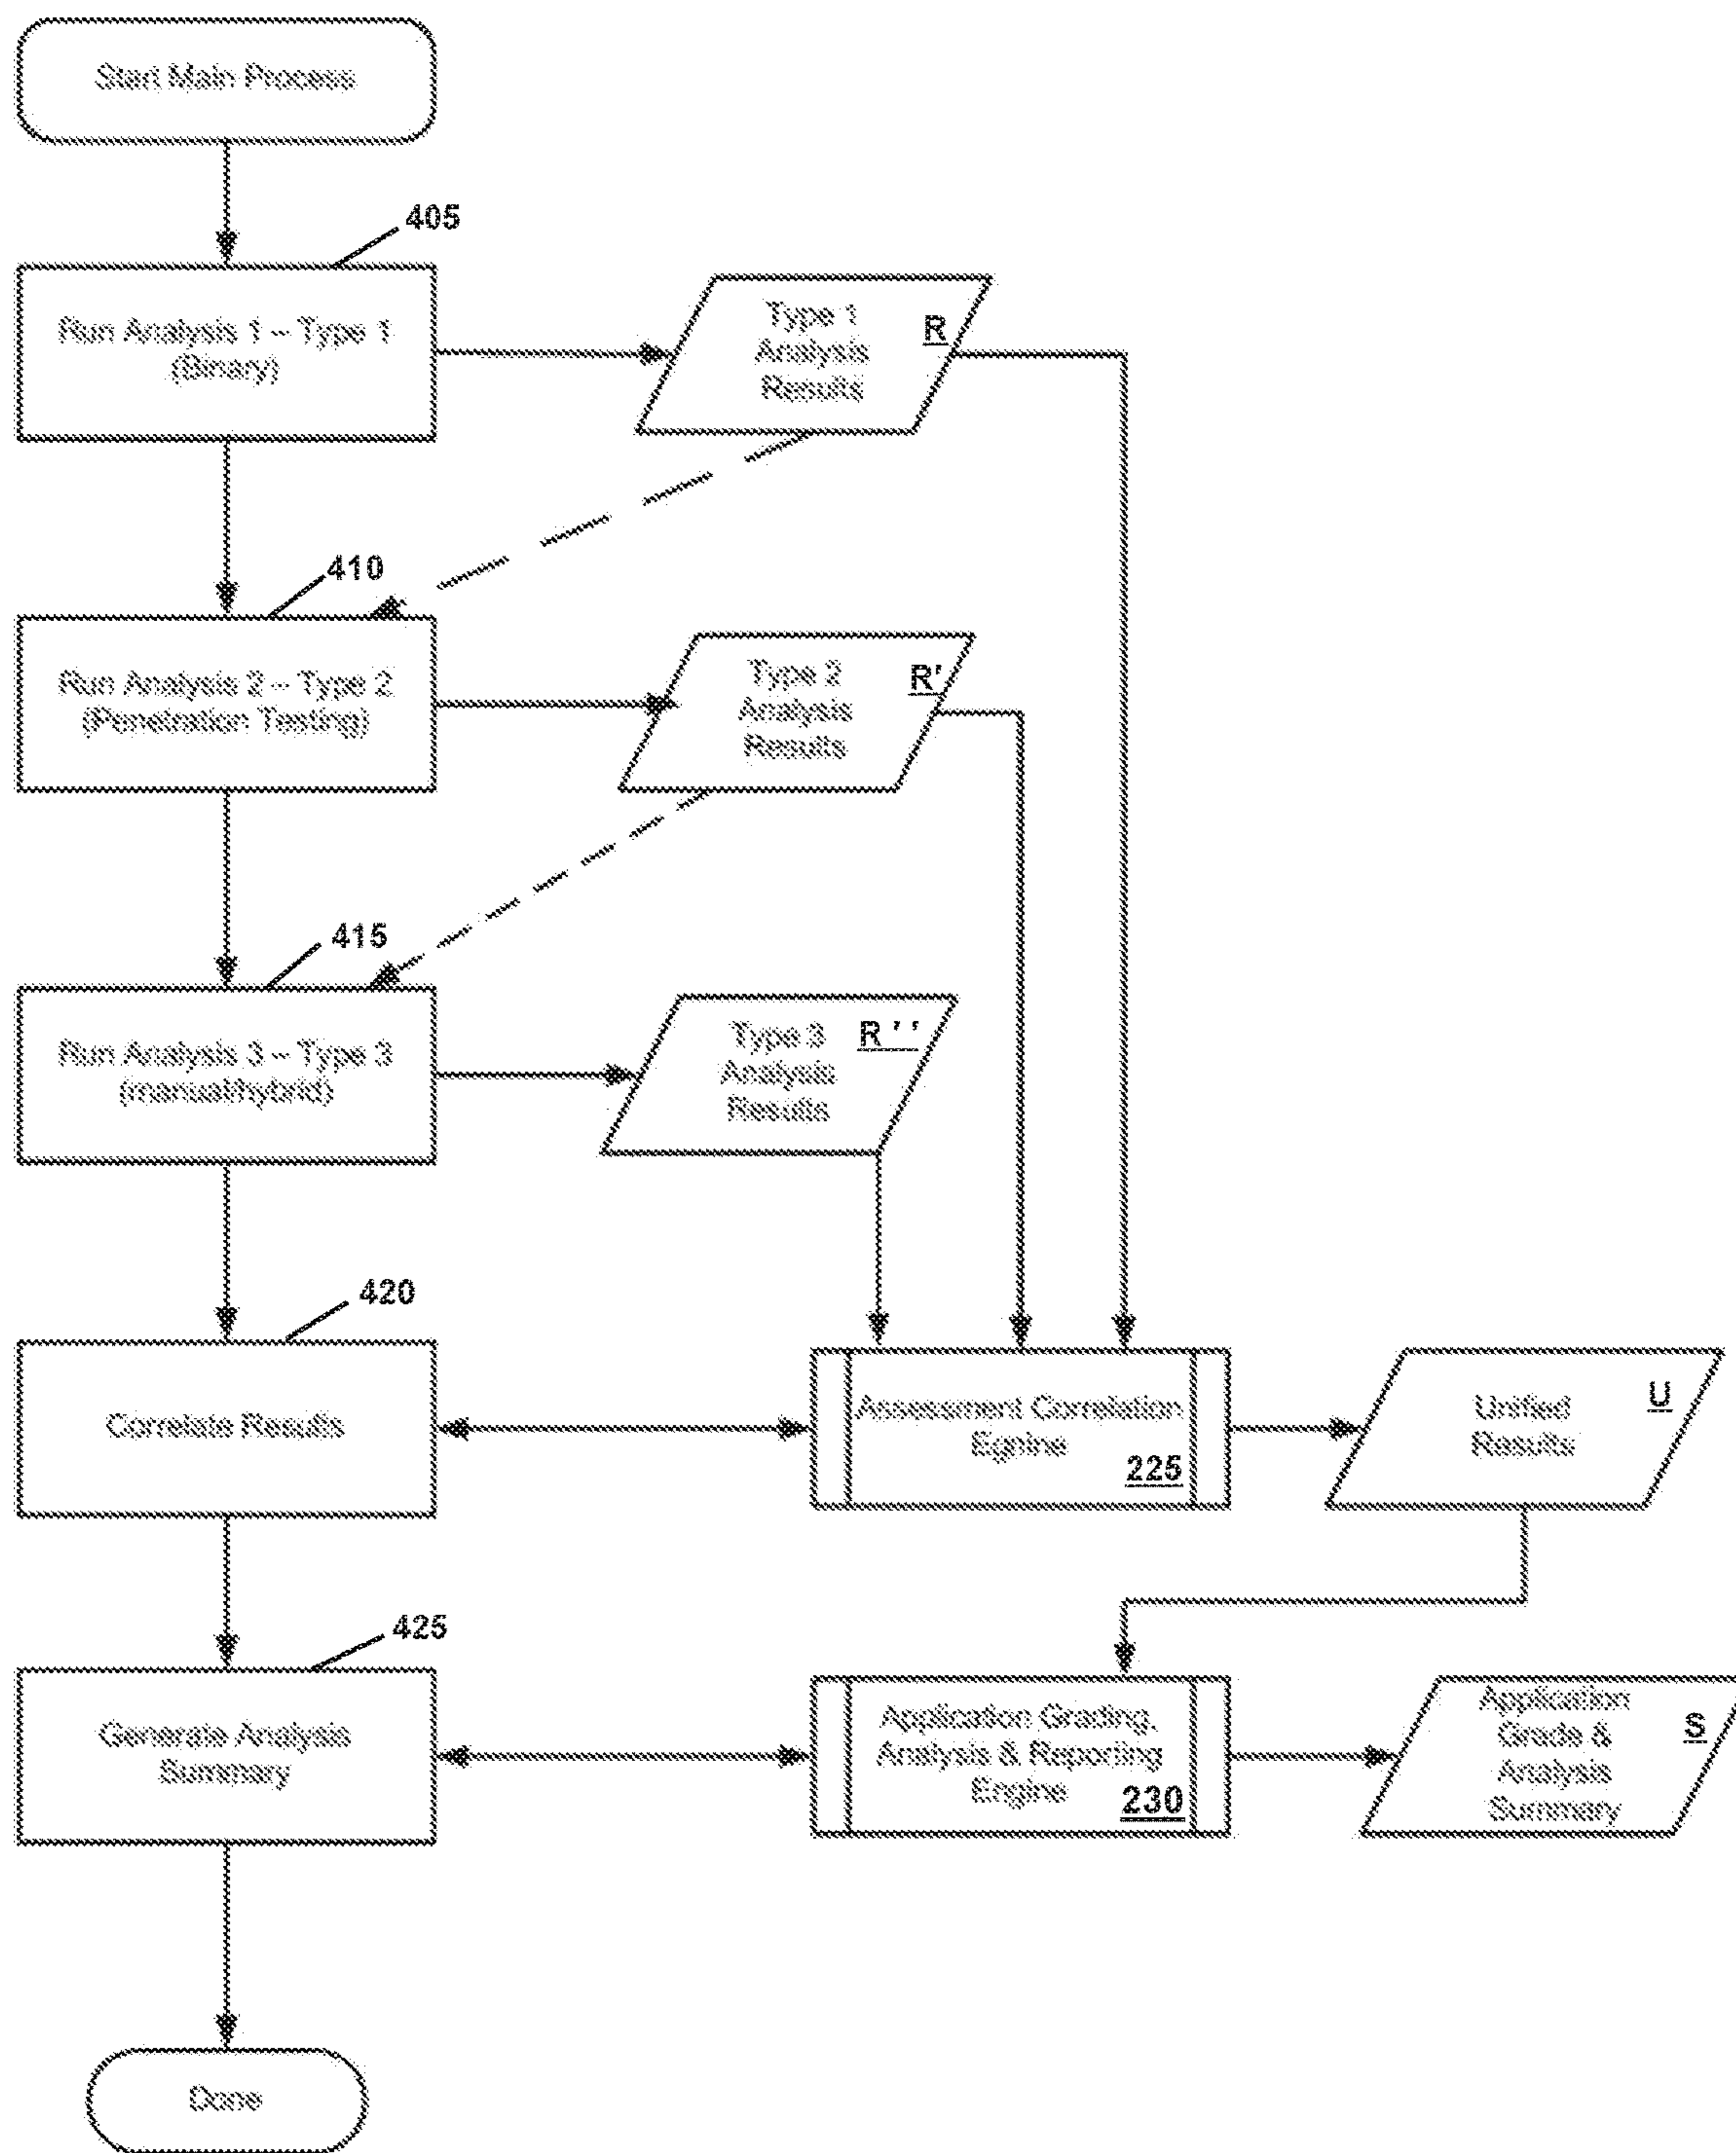 Start Main Process
405
Run Analysis 1 – Type 1
(Binary)
Type 1
Analysis
Results
R
410
Run Analysis 2 – Type 2
(Penetration Testing)
Type 2
Analysis
Results
R'
415
Run Analysis 3 – Type 3
(manual/hybrid)
Type 3
Analysis
Results
R ' '
420
Correlate Results
Assessment Correlation
Egnine
225
Unified
Results
U
425
Generate Analysis
Summary
Application Grading,
Analysis & Reporting
Engine
230
Application
Grade &
Analysis
Summary
S
Done